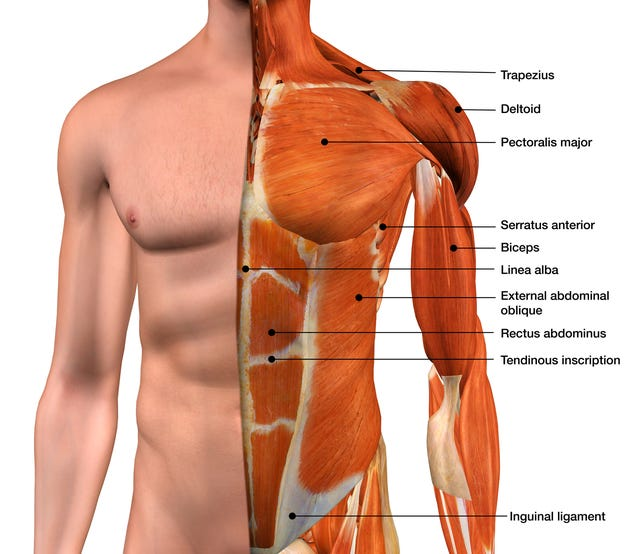 Trapezius
Deltoid
Pectoralis major
Serratus anterior
Biceps
Linea alba
External abdominal
oblique
Rectus abdominus
Tendinous inscription
Inguinal ligament